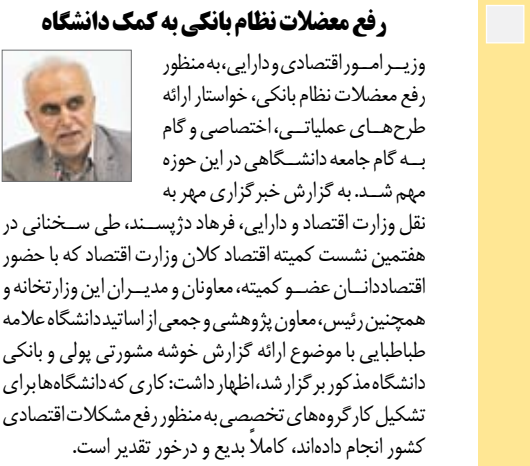 رفع معضلات نظام بانکی به کمک دانشگاه
وزیر امور اقتصادی و دارایی، به منظور
رفع معضلات نظام بانکی، خواستار ارائه
طرح‌های عملیاتی، اختصاصی و گام
به گام جامعه دانشگاهی در این حوزه
مهم شد. به گزارش خبرگزاری مهر به
نقل وزارت اقتصاد و دارایی، فرهاد دژپسند، طی سخنانی در
هفتمین نشست کمیته اقتصاد کلان وزارت اقتصاد که با حضور
اقتصاددانان عضو کمیته، معاونان و مدیران این وزارتخانه و
همچنین رئیس، معاون پژوهشی و جمعی از اساتید دانشگاه علامه
طباطبایی با موضوع ارائه گزارش خوشه مشورتی پولی و بانکی
دانشگاه مذکور برگزار شد، اظهار داشت: کاری که دانشگاه‌ها برای
تشکیل کارگروه‌های تخصصی به منظور رفع مشکلات اقتصادی
کشور انجام داده‌اند، کاملاً بدیع و درخور تقدیر است.